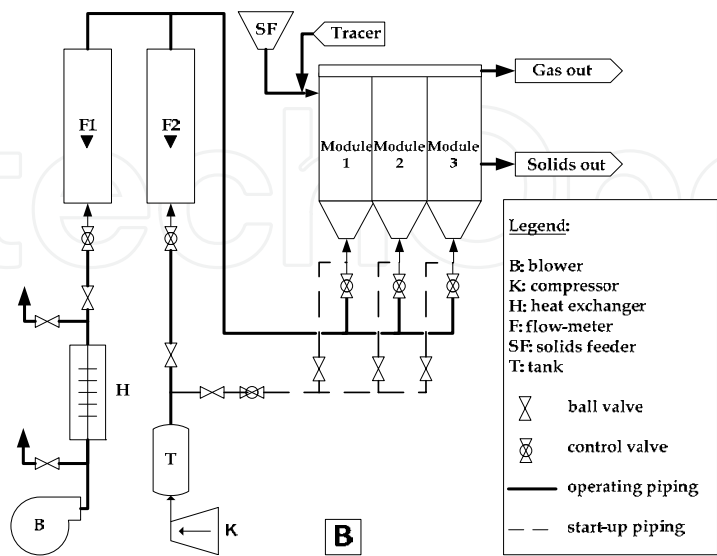 SF
Tracer
Gas out
F1
F2
Module
1
Module
2
Module
3
Solids out
Legend:
B: blower
K: compressor
H: heat exchanger
F: flow-meter
SF: solids feeder
T: tank
ball valve
control valve
operating piping
start-up piping
H
T
B
K
B